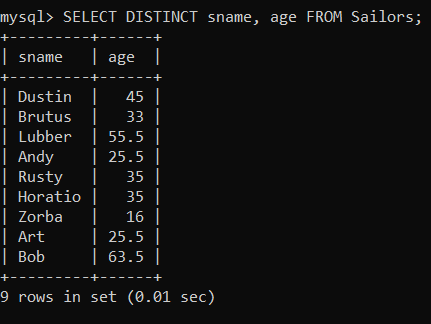 mysql> SELECT DISTINCT sname, age FROM Sailors;
+---------+------+
| sname   | age  |
+---------+------+
| Dustin  |   45 |
| Brutus  |   33 |
| Lubber  | 55.5 |
| Andy    | 25.5 |
| Rusty   |   35 |
| Horatio |   35 |
| Zorba   |   16 |
| Art     | 25.5 |
| Bob     | 63.5 |
+---------+------+
9 rows in set (0.01 sec)